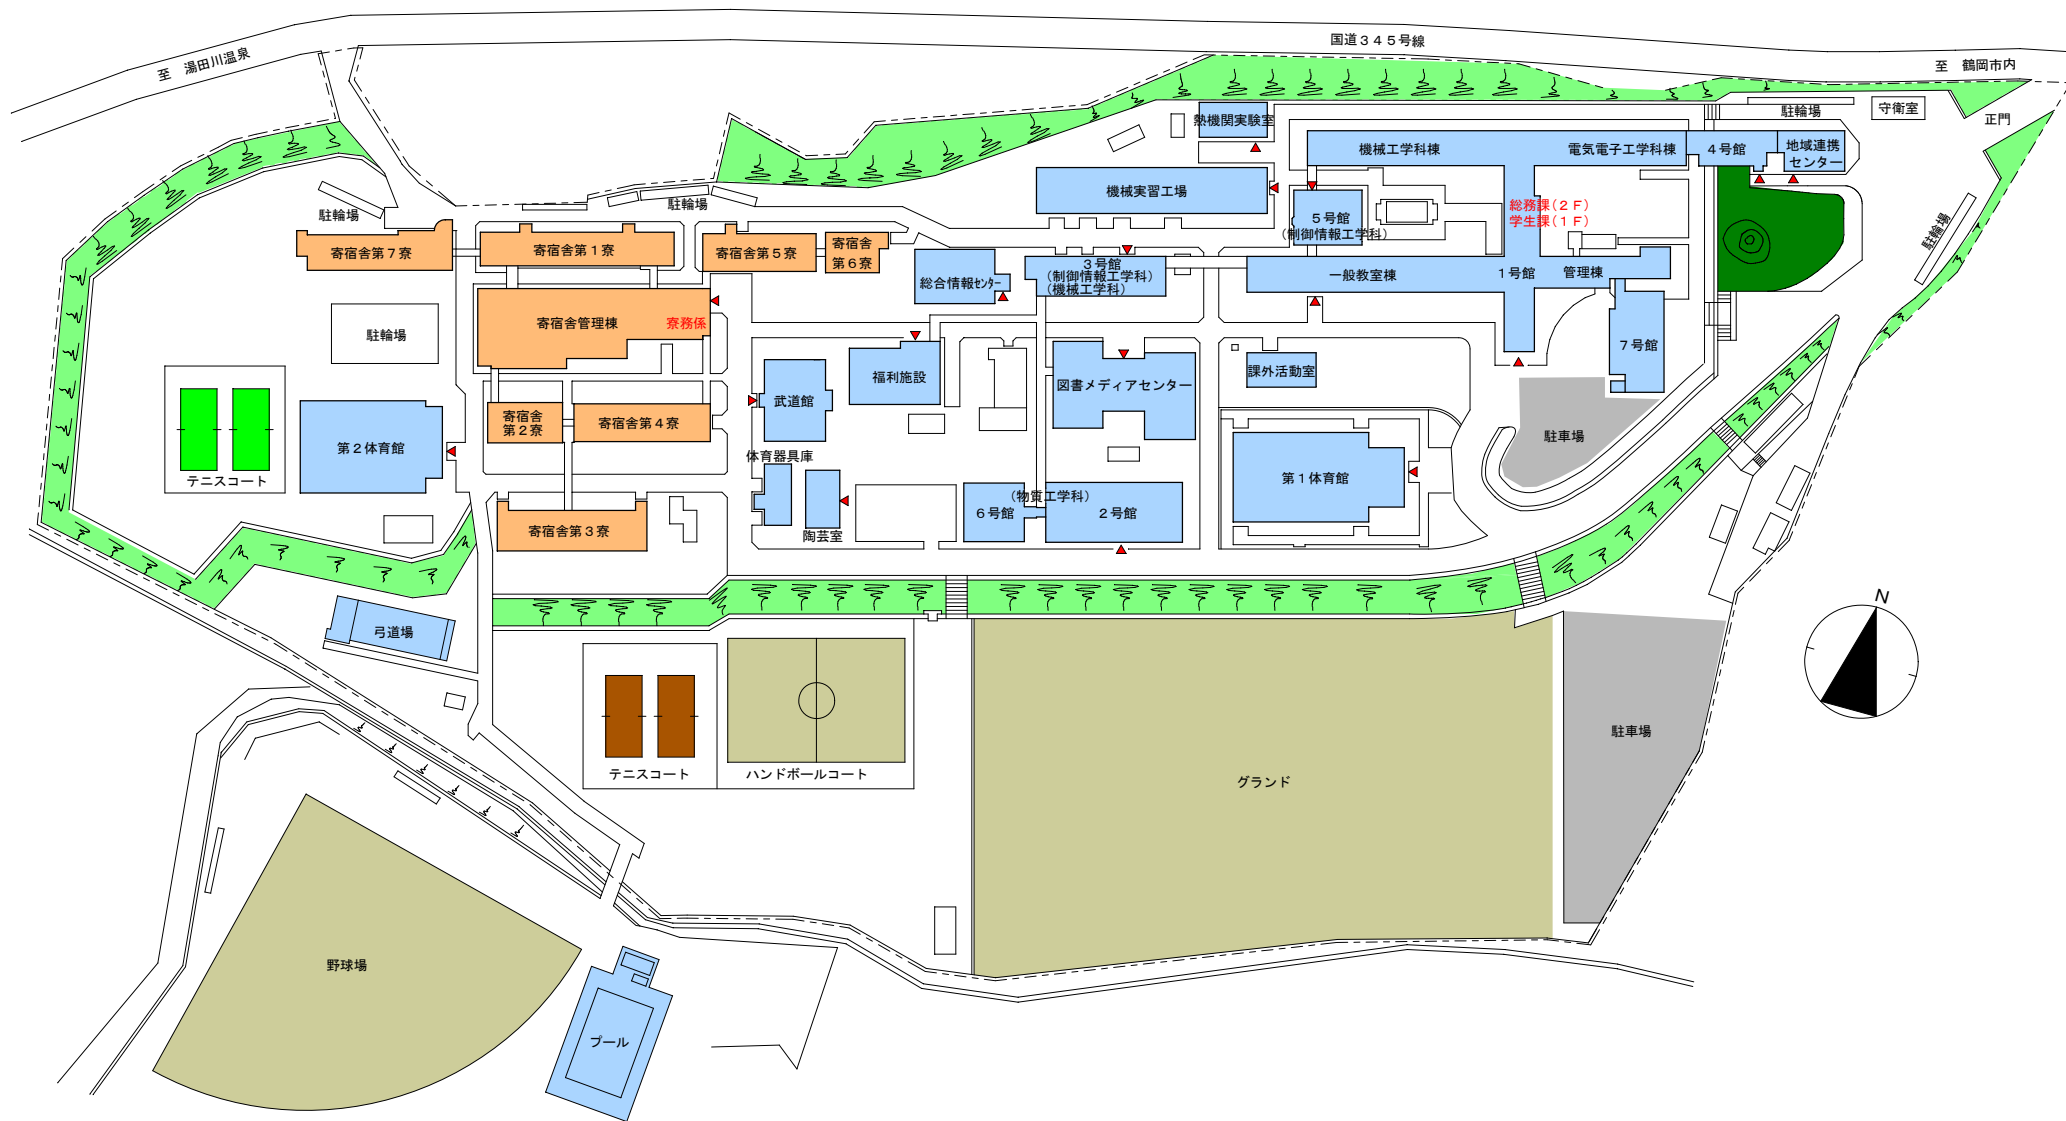 国道３４５号線
至　湯田川温泉
至　鶴岡市内
駐輪場
守衛室
正門
熱機関実験室
機械工学科棟
電気電子工学科棟
４号館
地域連携
センター
機械実習工場
総務課(２Ｆ)
学生課(１Ｆ)
５号館
(制御情報工学科)
駐輪場
駐輪場
駐輪場
寄宿舎第７寮
寄宿舎第１寮
寄宿舎第５寮
寄宿舎
第６寮
総合情報ｾﾝﾀｰ
３号館
(制御情報工学科)
(機械工学科)
一般教室棟
１号館
管理棟
寄宿舎管理棟
寮務係
駐輪場
７号館
福利施設
図書メディアセンター
課外活動室
武道館
寄宿舎
第２寮
寄宿舎第４寮
駐車場
第２体育館
体育器具庫
第１体育館
テニスコート
(物質工学科)
６号館
２号館
寄宿舎第３寮
陶芸室
N
弓道場
駐車場
テニスコート
ハンドボールコート
グランド
野球場
プール